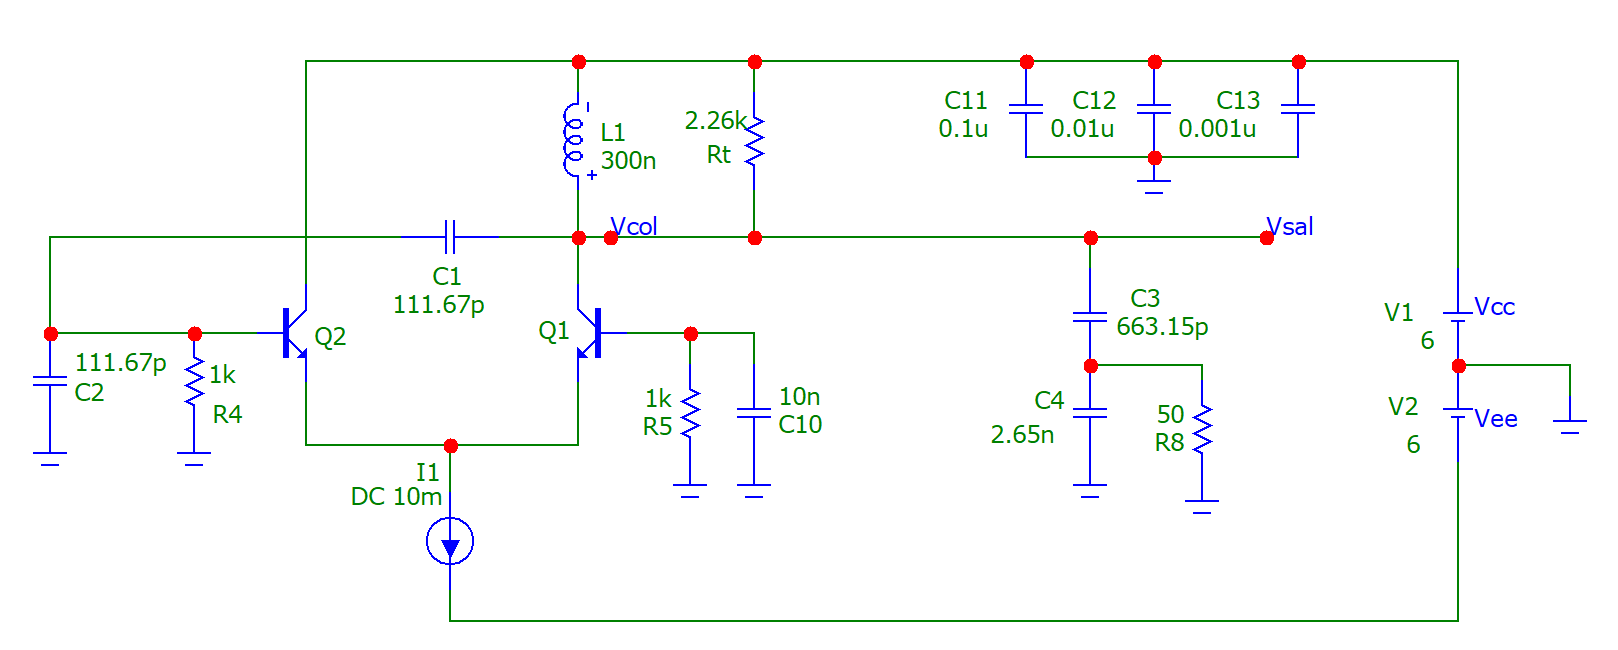 L1
300n
2.26k
Rt
C11
0.1u
C12
0.01u
C13
0.001u
Vcol
Vsal
C1
111.67p
Q2
Q1
C3
663.15p
V1
6
Vcc
111.67p
C2
1k
R4
1k
R5
10n
C10
C4
2.65n
50
R8
V2
6
Vee
I1
DC 10m